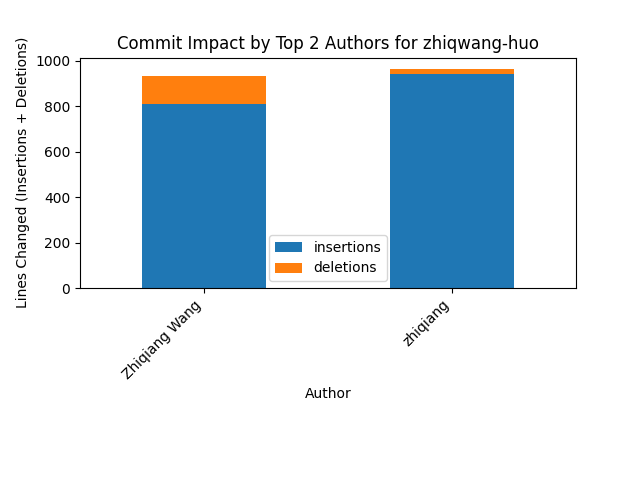 Commit Impact by Top 2 Authors for zhiqwang-huo
Lines Changed (Insertions + Deletions)
1000
800
600
400
200
0
insertions
deletions
Zhiqiang Wang
zhiqiang
Author